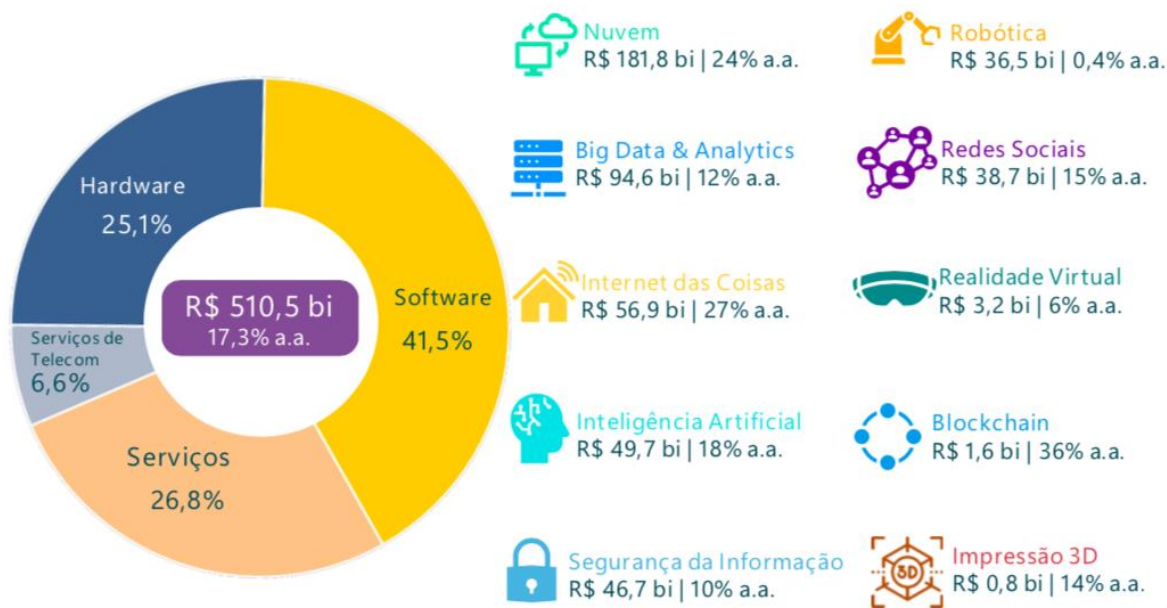 Hardware
25,1%
Software
41,5%
R$ 510,5 bi
17,3% a.a.
Serviços de
Telecom
6,6%
Serviços
26,8%
Nuvem
R$ 181,8 bi | 24% a.a.
Robótica
R$ 36,5 bi | 0,4% a.a.
Big Data & Analytics
R$ 94,6 bi | 12% a.a.
Redes Sociais
R$ 38,7 bi | 15% a.a.
Internet das Coisas
R$ 56,9 bi | 27% a.a.
Realidade Virtual
R$ 3,2 bi | 6% a.a.
Inteligência Artificial
R$ 49,7 bi | 18% a.a.
Blockchain
R$ 1,6 bi | 36% a.a.
Segurança da Informação
R$ 46,7 bi | 10% a.a.
3D
Impressão 3D
R$ 0,8 bi | 14% a.a.